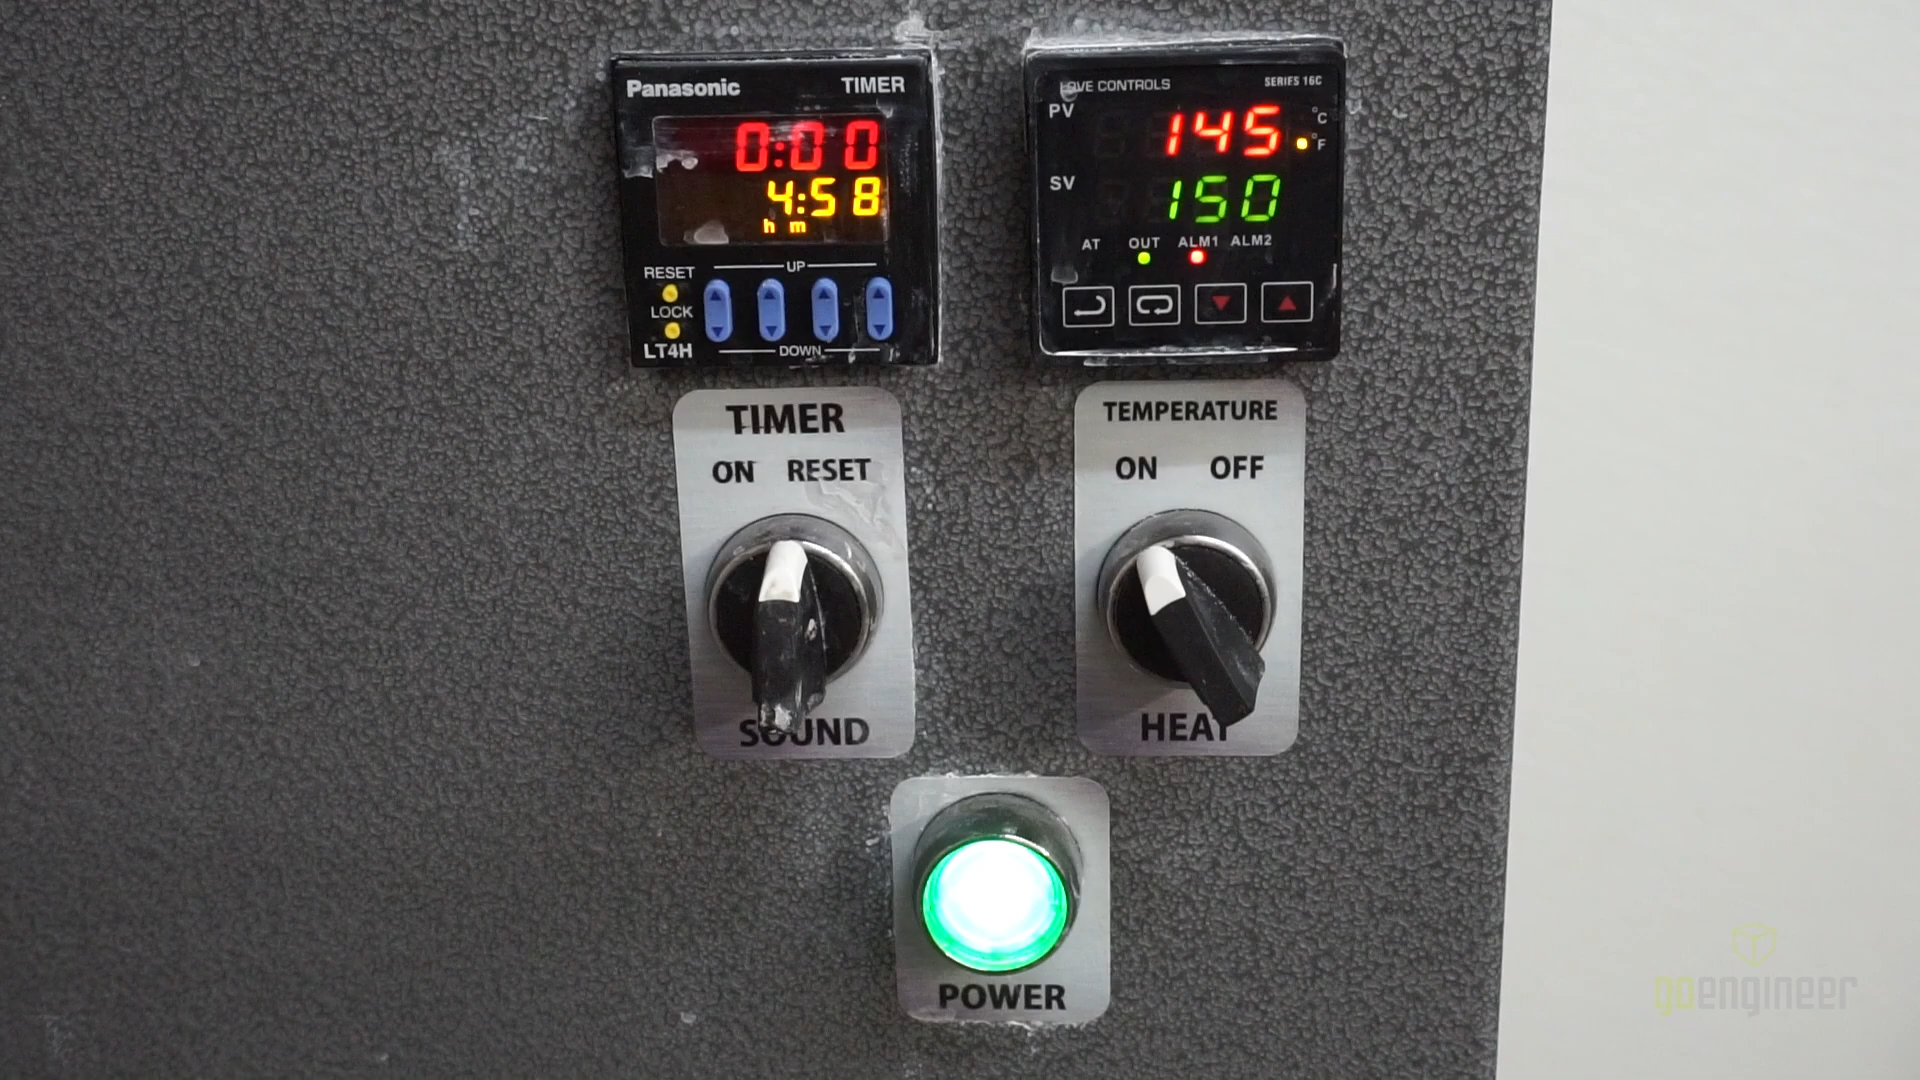 Panasonic TIMER
0:00
4:58
h m
RESET
UP
LOCK
LT4H
DOWN
LOVE CONTROLS SERIES 16C
PV 145 °C
°F
SV 150
AT OUT ALM1 ALM2
TIMER
ON RESET
SOUND
TEMPERATURE
ON OFF
HEAT
POWER
goengineer